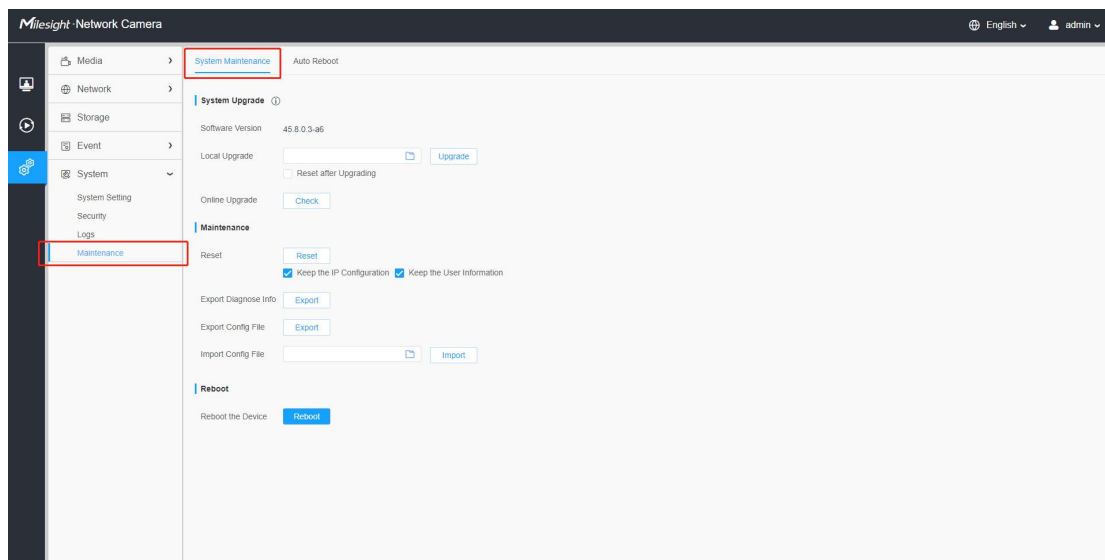 Milesight·Network Camera
English
admin
Media
Network
Storage
Event
System
System Setting
Security
Logs
Maintenance
System Maintenance
Auto Reboot
System Upgrade
Software Version 45.8.0.3-a6
Local Upgrade Upgrade
Reset after Upgrading
Online Upgrade Check
Maintenance
Reset Reset
Keep the IP Configuration Keep the User Information
Export Diagnose Info Export
Export Config File Export
Import Config File Import
Reboot
Reboot the Device Reboot